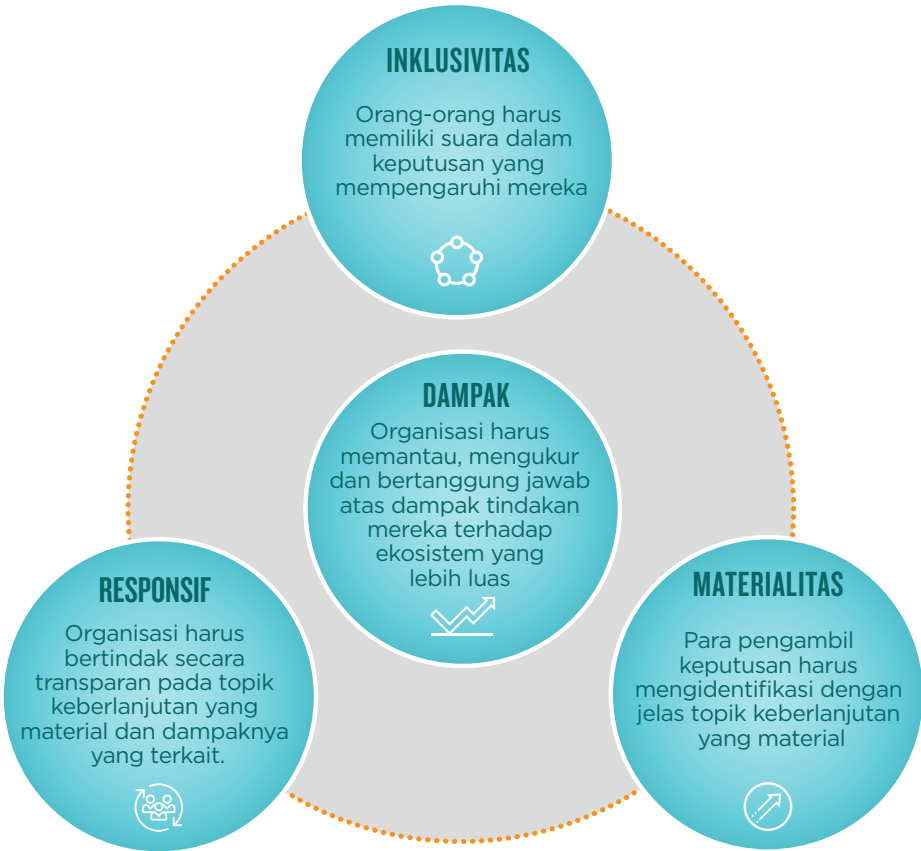 INKLUSIVITAS
Orang-orang harus
memiliki suara dalam
keputusan yang
mempengaruhi mereka
DAMPAK
Organisasi harus
memantau, mengukur
dan bertanggung jawab
atas dampak tindakan
mereka terhadap
ekosistem yang
lebih luas
RESPONSIF
Organisasi harus
bertindak secara
transparan pada topik
keberlanjutan yang
material dan dampaknya
yang terkait.
MATERIALITAS
Para pengambil
keputusan harus
mengidentifikasi dengan
jelas topik keberlanjutan
yang material